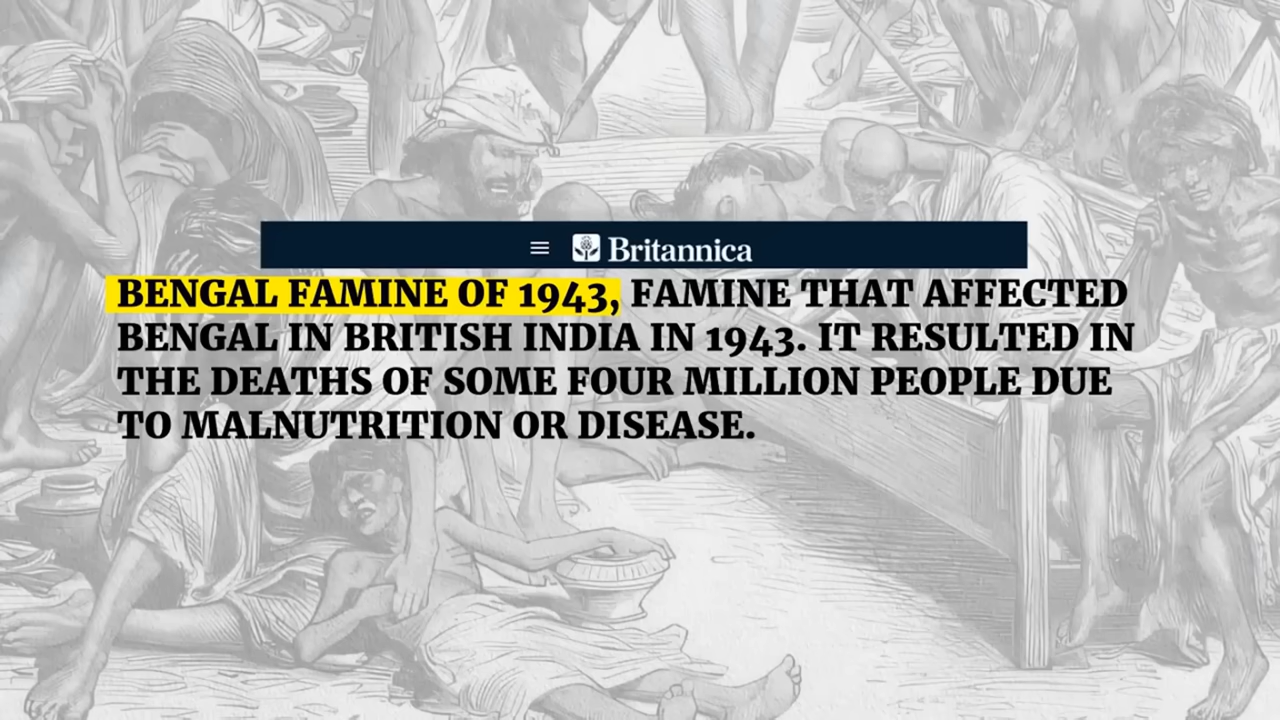 Britannica
BENGAL FAMINE OF 1943, FAMINE THAT AFFECTED
BENGAL IN BRITISH INDIA IN 1943. IT RESULTED IN
THE DEATHS OF SOME FOUR MILLION PEOPLE DUE
TO MALNUTRITION OR DISEASE.